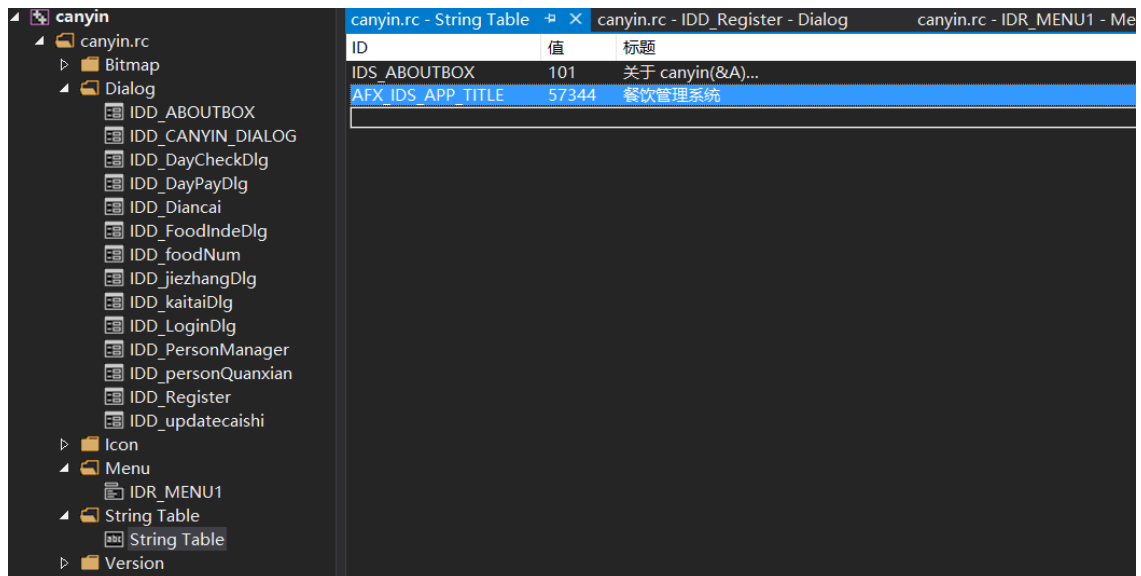 canyin
canyin.rc
Bitmap
Dialog
IDD_ABOUTBOX
IDD_CANYIN_DIALOG
IDD_DayCheckDlg
IDD_DayPayDlg
IDD_Diancai
IDD_FoodIndeDlg
IDD_foodNum
IDD_jiezhangDlg
IDD_kaitaiDlg
IDD_LoginDlg
IDD_PersonManager
IDD_personQuanxian
IDD_Register
IDD_updatecaishi
Icon
Menu
IDR_MENU1
String Table
String Table
Version
canyin.rc - String Table canyin.rc - IDD_Register - Dialog canyin.rc - IDR_MENU1 - Me
ID 值 标题
IDS_ABOUTBOX 101 关于 canyin(&A)...
AFX_IDS_APP_TITLE 57344 餐饮管理系统